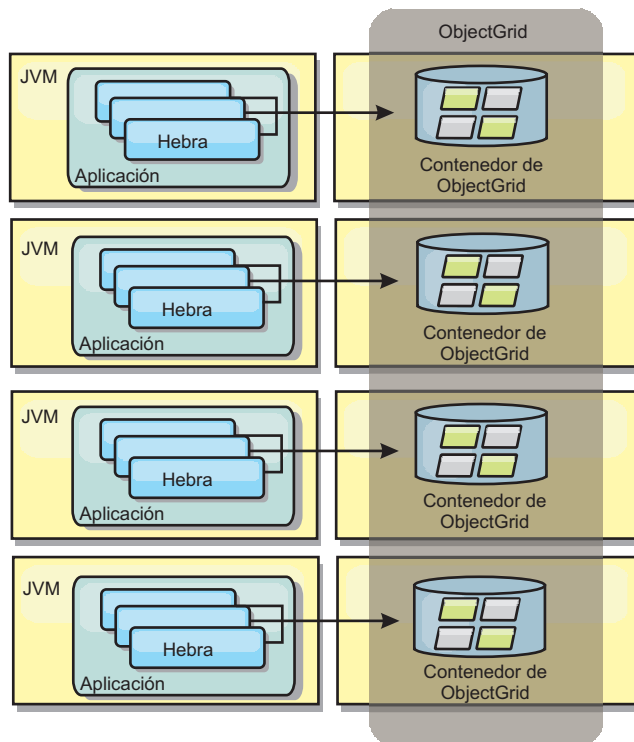 ObjectGrid
JVM
Hebra
Aplicación
Contenedor de
ObjectGrid
JVM
Hebra
Aplicación
Contenedor de
ObjectGrid
JVM
Hebra
Aplicación
Contenedor de
ObjectGrid
JVM
Hebra
Aplicación
Contenedor de
ObjectGrid